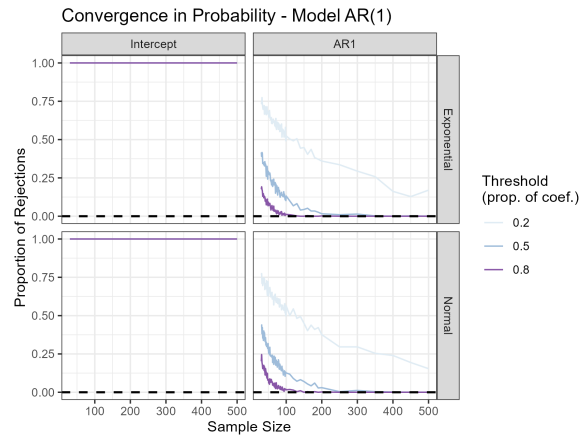 Convergence in Probability - Model AR(1)
Intercept
AR1
1.00
0.75
0.50
0.25
0.00
Exponential
1.00
0.75
0.50
0.25
0.00
Normal
Proportion of Rejections
100 200 300 400 500 100 200 300 400 500
Sample Size
Threshold
(prop. of coef.)
0.2
0.5
0.8